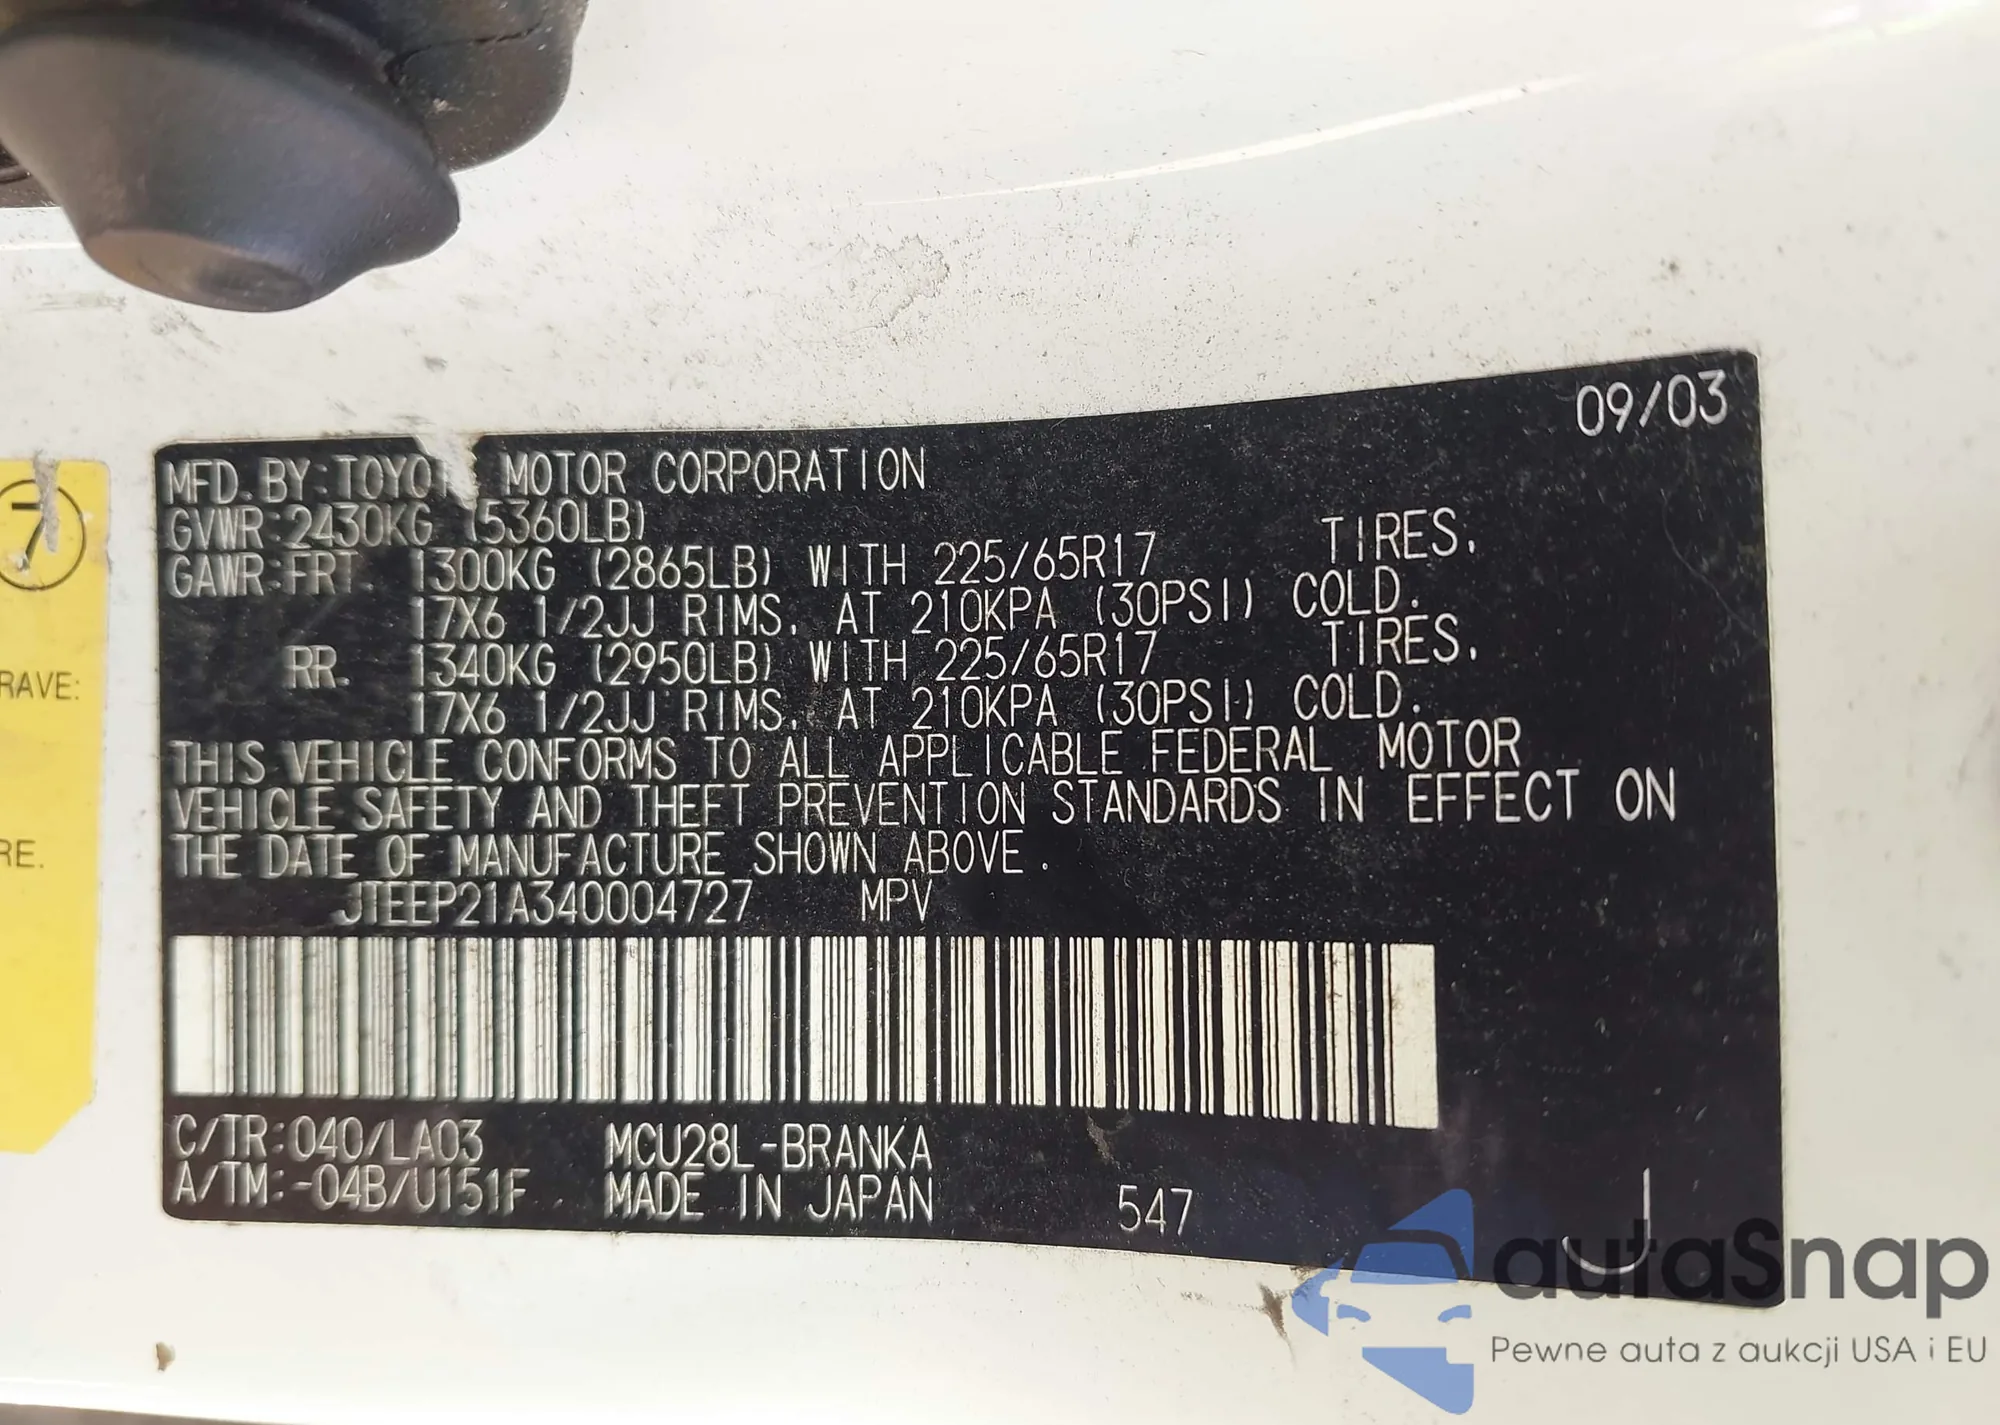 09/03
MFD. BY: TOYO MOTOR CORPORATION
GVWR: 2430KG (5360LB)
GAWR: FRT. 1300KG (2865LB) WITH 225/65R17 TIRES,
17X6 1/2JJ RIMS, AT 210KPA (30PSI) COLD.
RR. 1340KG (2950LB) WITH 225/65R17 TIRES,
17X6 1/2JJ RIMS, AT 210KPA (30PSI) COLD.
THIS VEHICLE CONFORMS TO ALL APPLICABLE FEDERAL MOTOR
VEHICLE SAFETY AND THEFT PREVENTION STANDARDS IN EFFECT ON
THE DATE OF MANUFACTURE SHOWN ABOVE.
JTEEP21A340004727 MPV
C/TR: 040/LA03 MCU28L-BRANKA
A/TM: -04B/U151F MADE IN JAPAN 547 J
7
RAVE:
RE.
autaSnap
Pewne auta z aukcji USA i EU